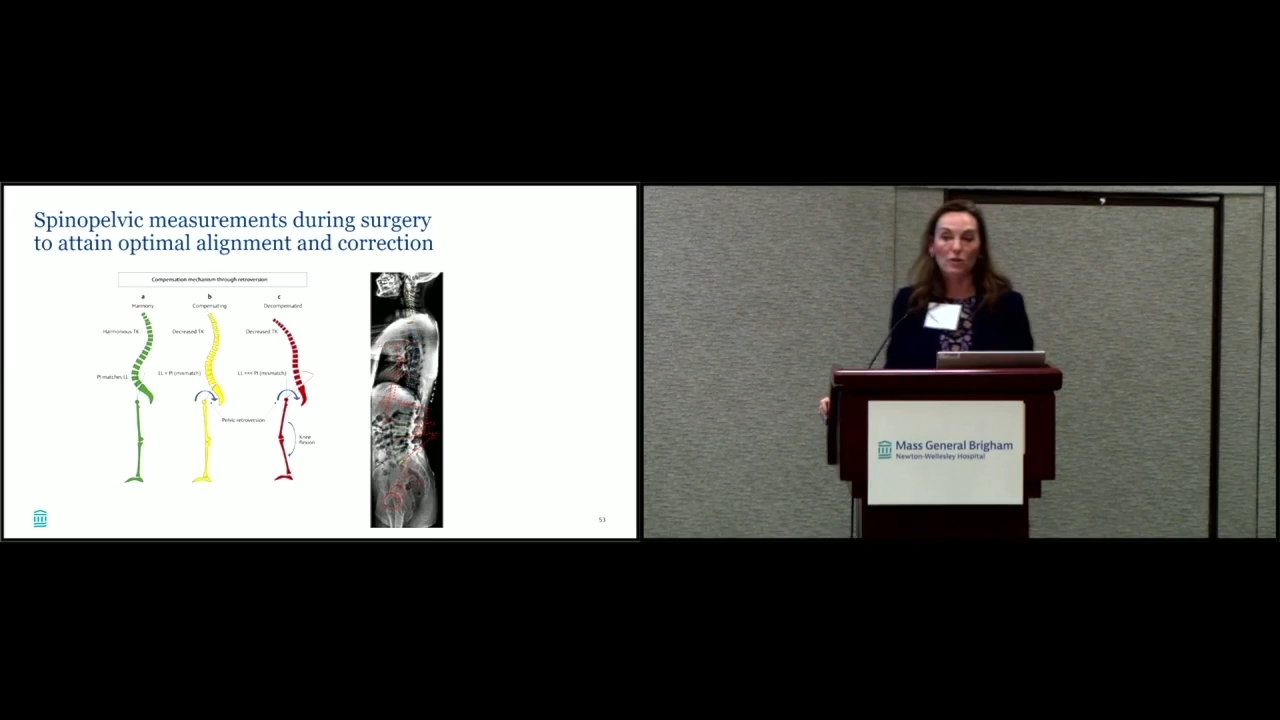 Spinopelvic measurements during surgery
to attain optimal alignment and correction
Compensation mechanism through retroversion
a
b
c
Harmony
Compensating
Decompensated
Harmonious TK
Decreased TK
Decreased TK
PI matches LL
LL < PI (mismatch)
LL <<< PI (mismatch)
Pelvic retroversion
Knee
flexion
53
Mass General Brigham
Newton-Wellesley Hospital